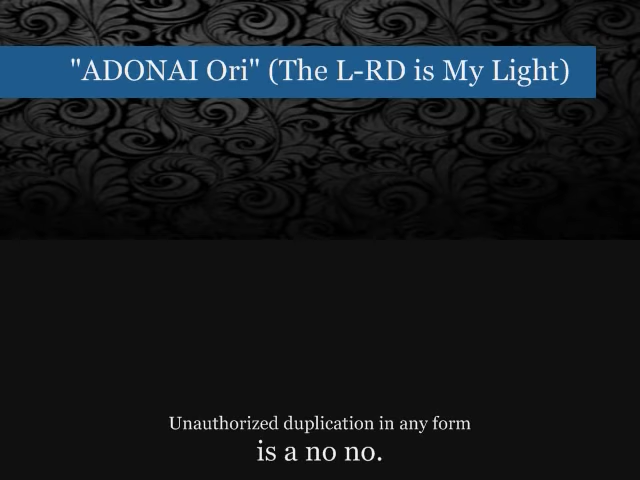 "ADONAI Ori" (The L-RD is My Light)
Unauthorized duplication in any form
is a no no.